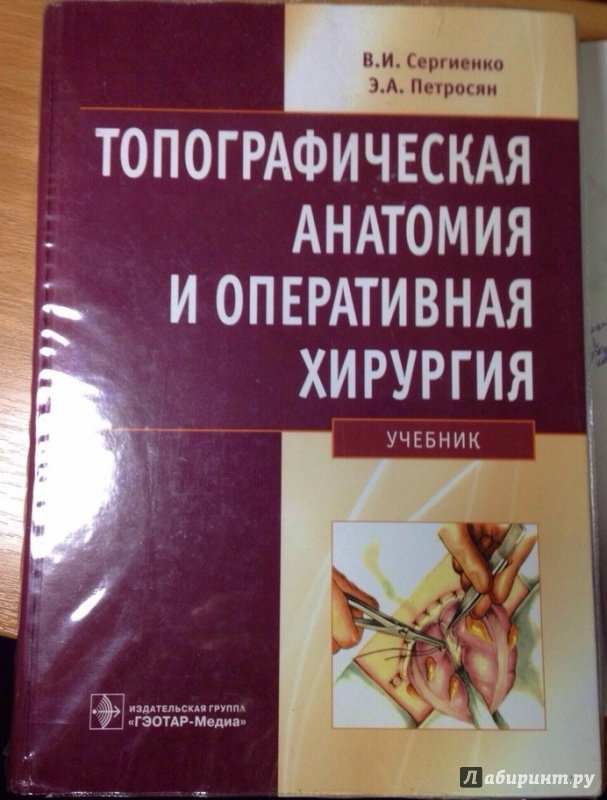 В.И. Сергиенко
Э.А. Петросян
ТОПОГРАФИЧЕСКАЯ
АНАТОМИЯ
И ОПЕРАТИВНАЯ
ХИРУРГИЯ
УЧЕБНИК
ИЗДАТЕЛЬСКАЯ ГРУППА
«ГЭОТАР-Медиа»
Лабиринт.ру